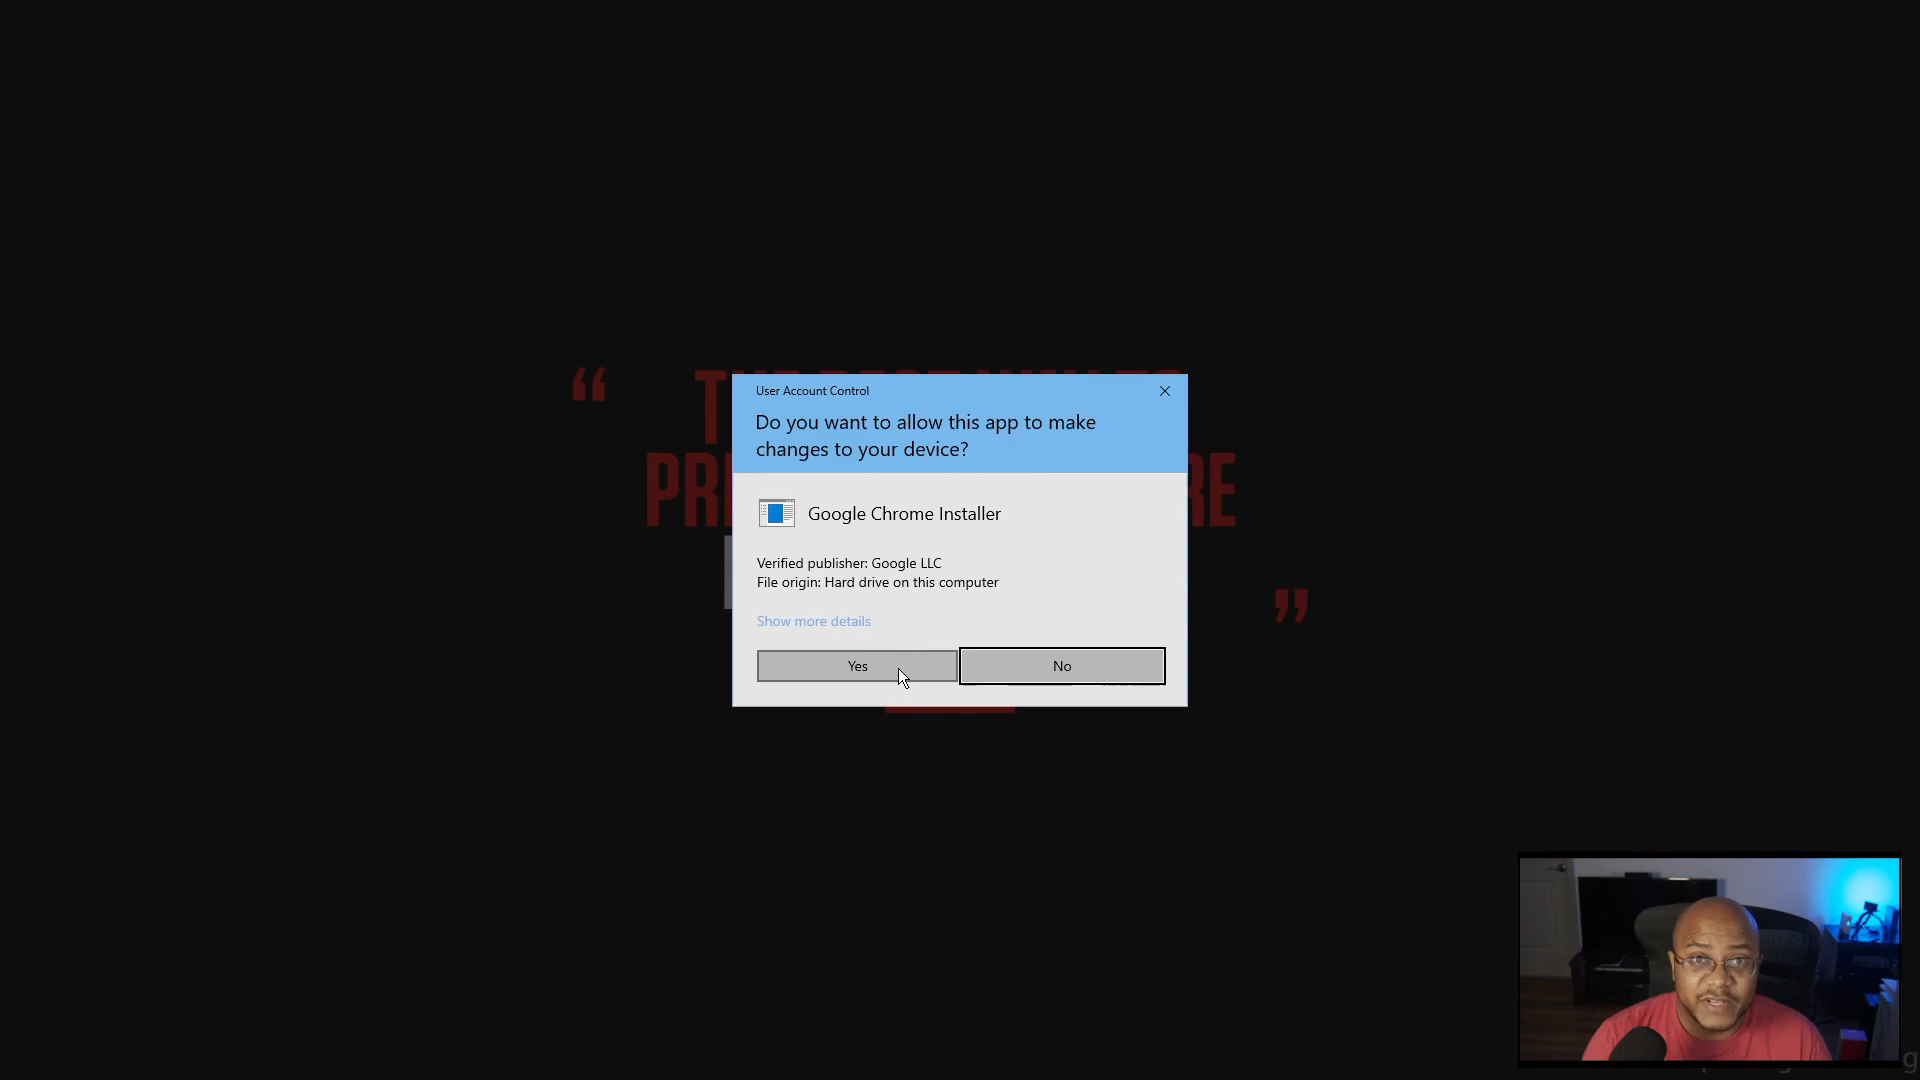 User Account Control
Do you want to allow this app to make
changes to your device?
Google Chrome Installer
Verified publisher: Google LLC
File origin: Hard drive on this computer
Show more details
Yes
No